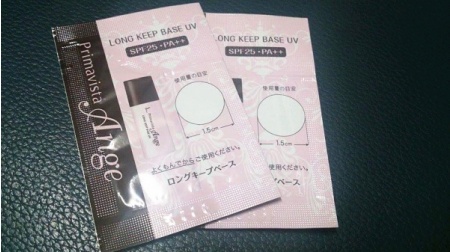 Primavista
Ange
LONG KEEP BASE UV
SPF25・PA++
使用量の目安
1.5cm
Ange
よくもんでからご使用ください。
ロングキープベース
LONG KEEP BASE UV
SPF25・PA++
使用量の目安
1.5cm
使用ください。
プベース